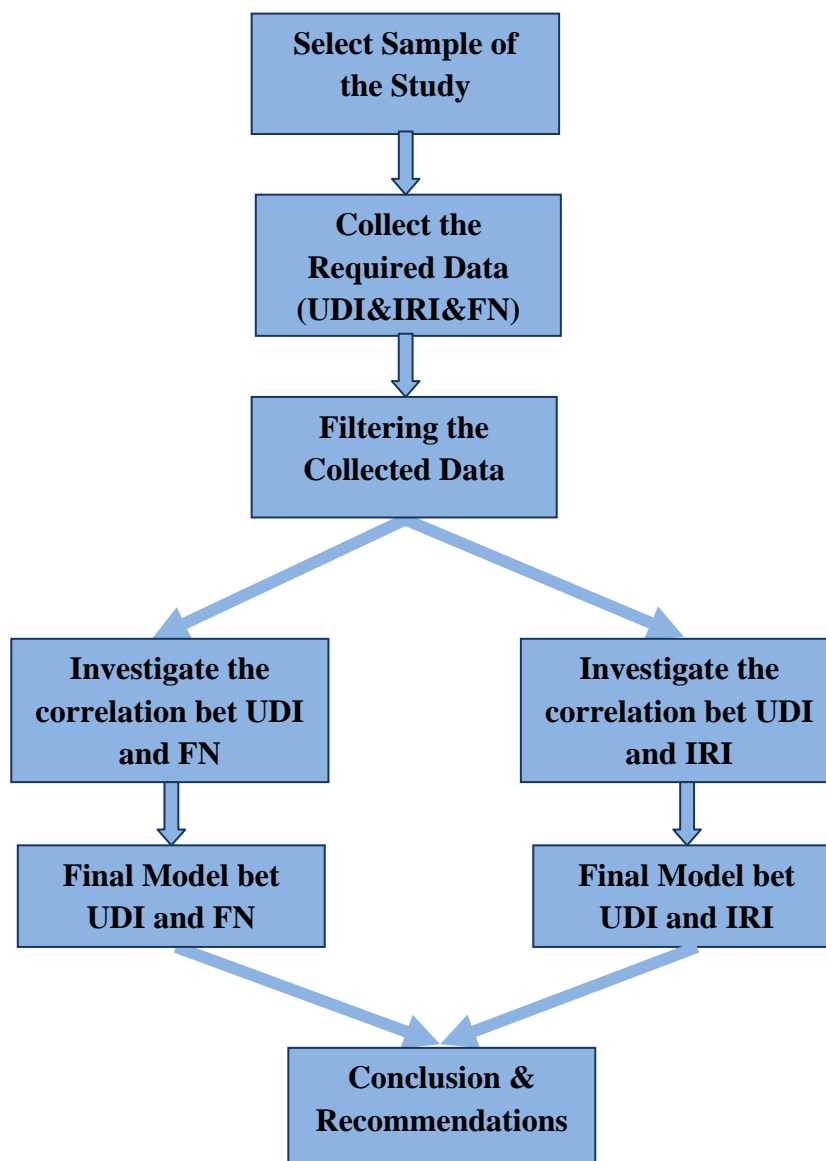 Select Sample of
the Study
Collect the
Required Data
(UDI&IRI&FN)
Filtering the
Collected Data
Investigate the
correlation bet UDI
and FN
Investigate the
correlation bet UDI
and IRI
Final Model bet
UDI and FN
Final Model bet
UDI and IRI
Conclusion &
Recommendations